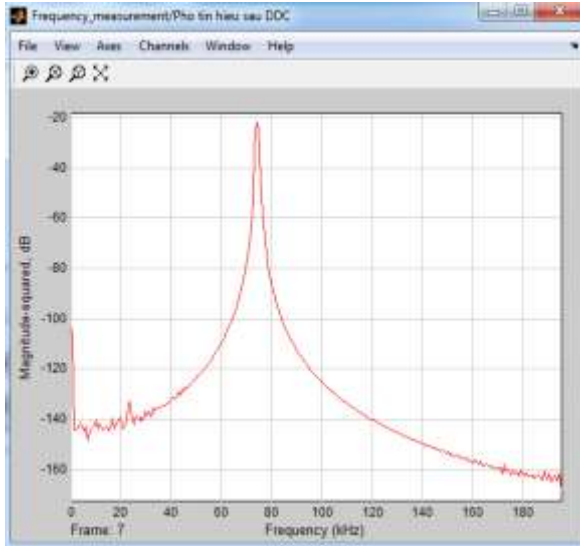 Frequency_measurement/Pho tin hieu sau DDC
File View Axes Channels Window Help
-20
-40
-60
-80
-100
-120
-140
-160
Magnitude-squared, dB
0 20 40 60 80 100 120 140 160 180
Frame: 7 Frequency (kHz)